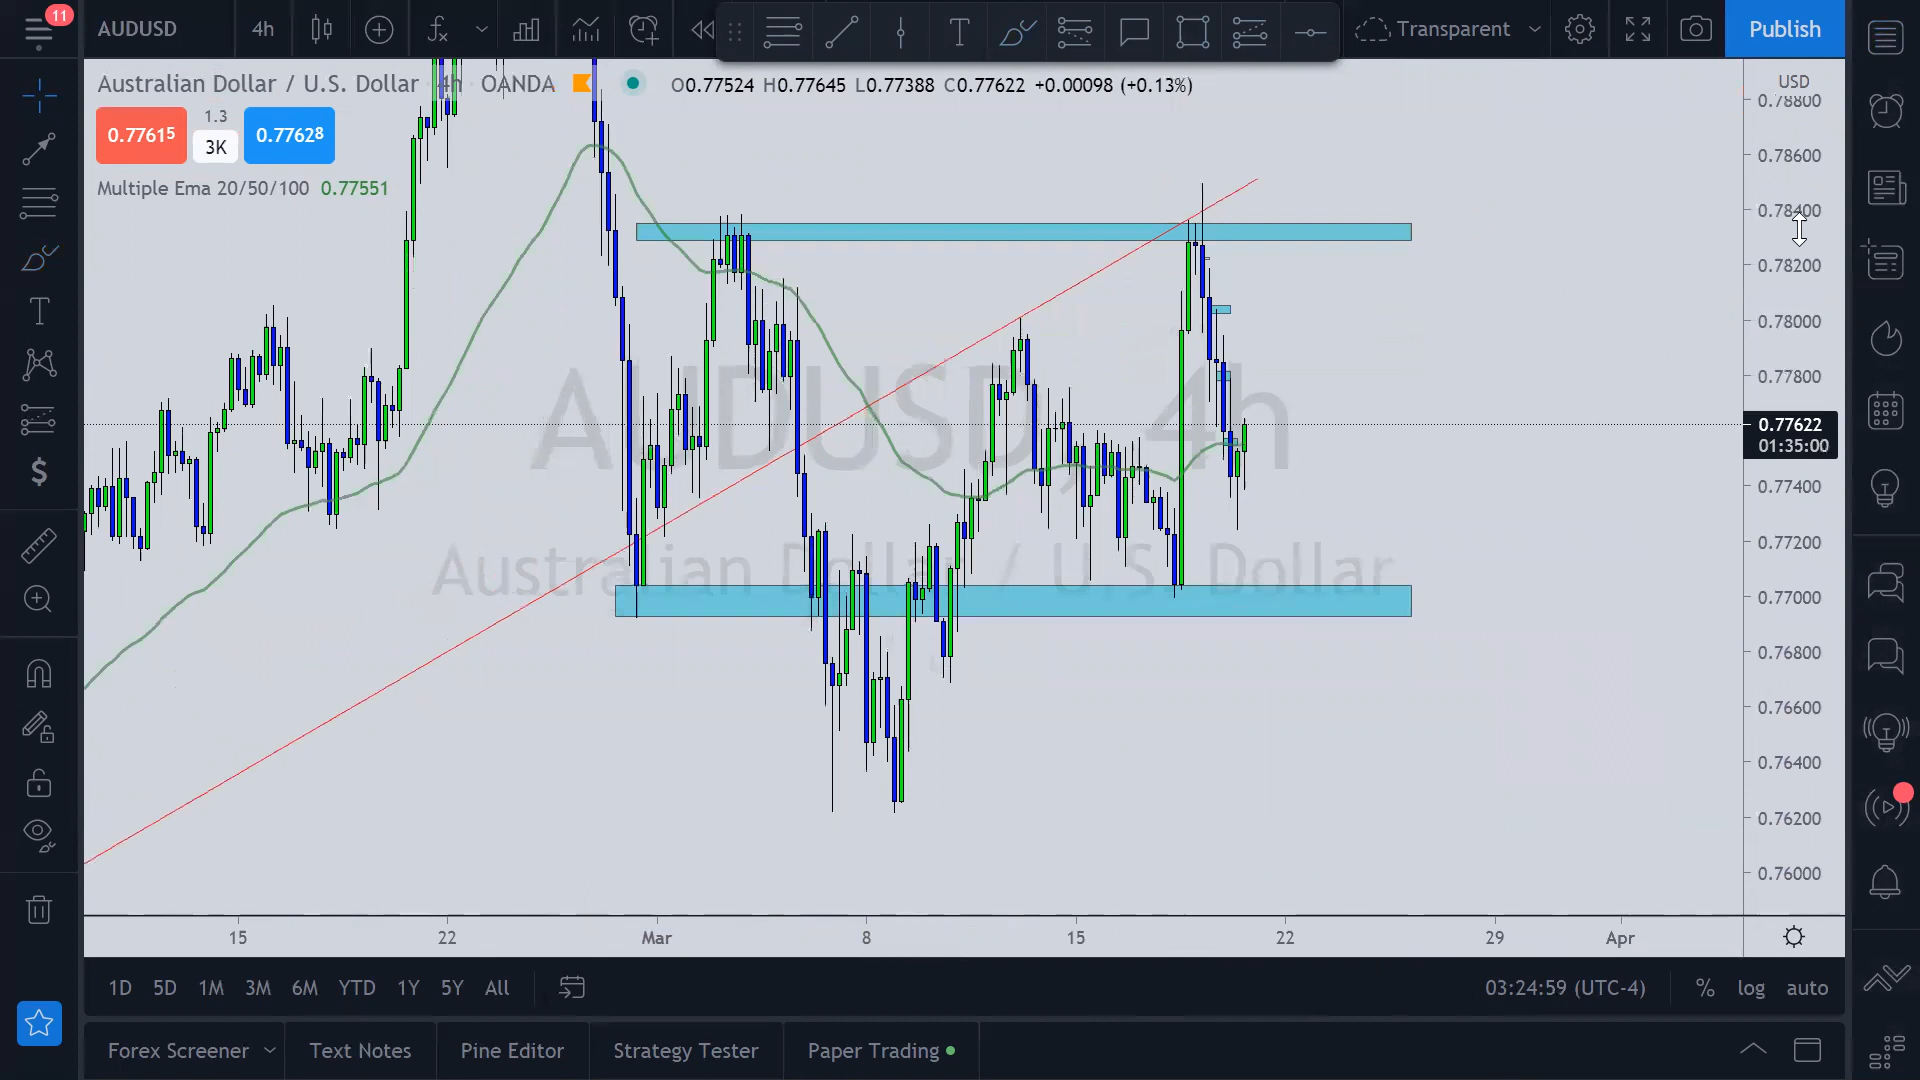 11
AUDUSD 4h Transparent Publish
Australian Dollar / U.S. Dollar 4h OANDA O0.77524 H0.77645 L0.77388 C0.77622 +0.00098 (+0.13%)
0.77615 1.3 3K 0.77628
Multiple Ema 20/50/100 0.77551
USD
0.78800
0.78600
0.78400
0.78200
0.78000
0.77800
0.77622
01:35:00
0.77400
0.77200
0.77000
0.76800
0.76600
0.76400
0.76200
0.76000
AUDUSD, 4h
Australian Dollar / U.S. Dollar
15 22 Mar 8 15 22 29 Apr
1D 5D 1M 3M 6M YTD 1Y 5Y All 03:24:59 (UTC-4) % log auto
Forex Screener Text Notes Pine Editor Strategy Tester Paper Trading